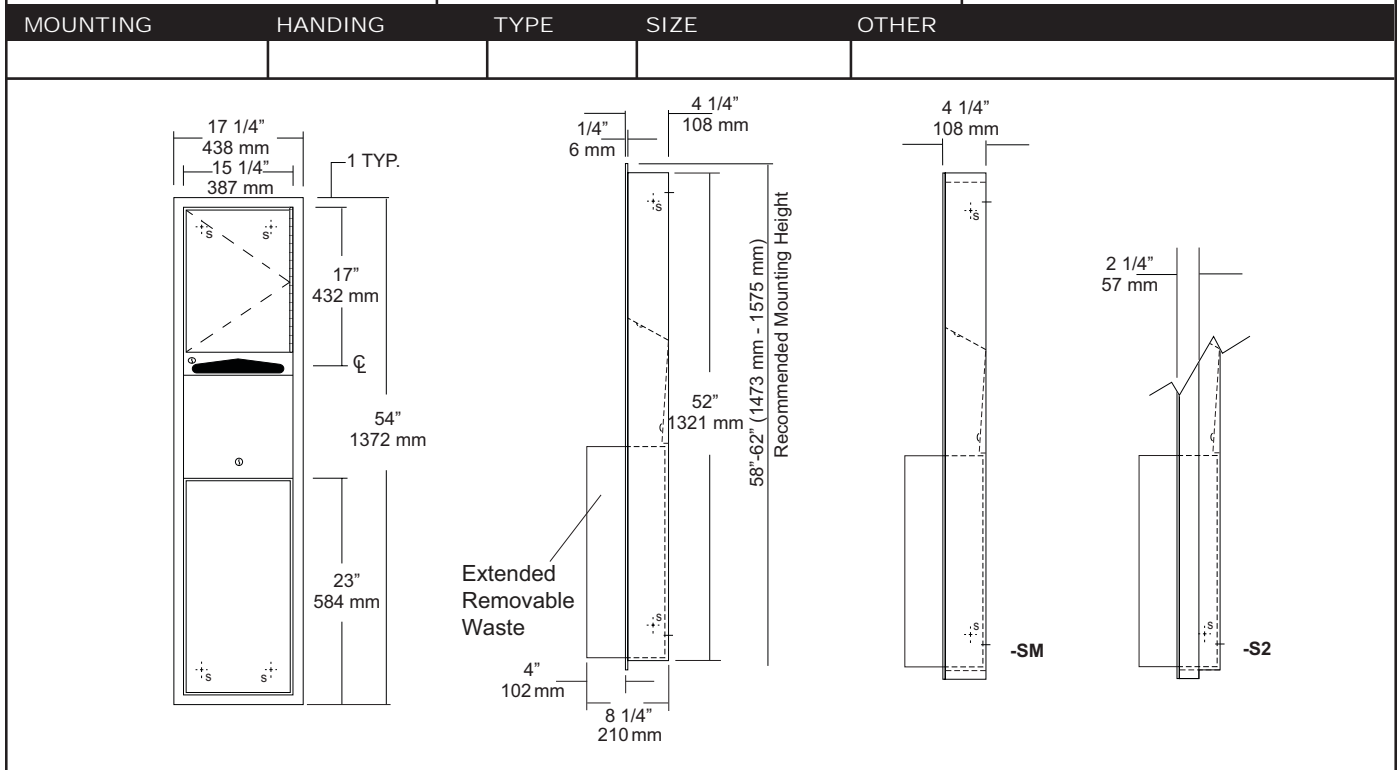 MOUNTING HANDING TYPE SIZE OTHER
17 1/4”
438 mm
15 1/4”
387 mm
1 TYP.
S
S
17”
432 mm
℄
54”
1372 mm
23”
584 mm
S
S
1/4”
6 mm
4 1/4”
108 mm
S
52”
1321 mm
58”-62” (1473 mm - 1575 mm)
Recommended Mounting Height
Extended
Removable
Waste
S
4”
102 mm
8 1/4”
210 mm
4 1/4”
108 mm
S
S
-SM
2 1/4”
57 mm
S
-S2